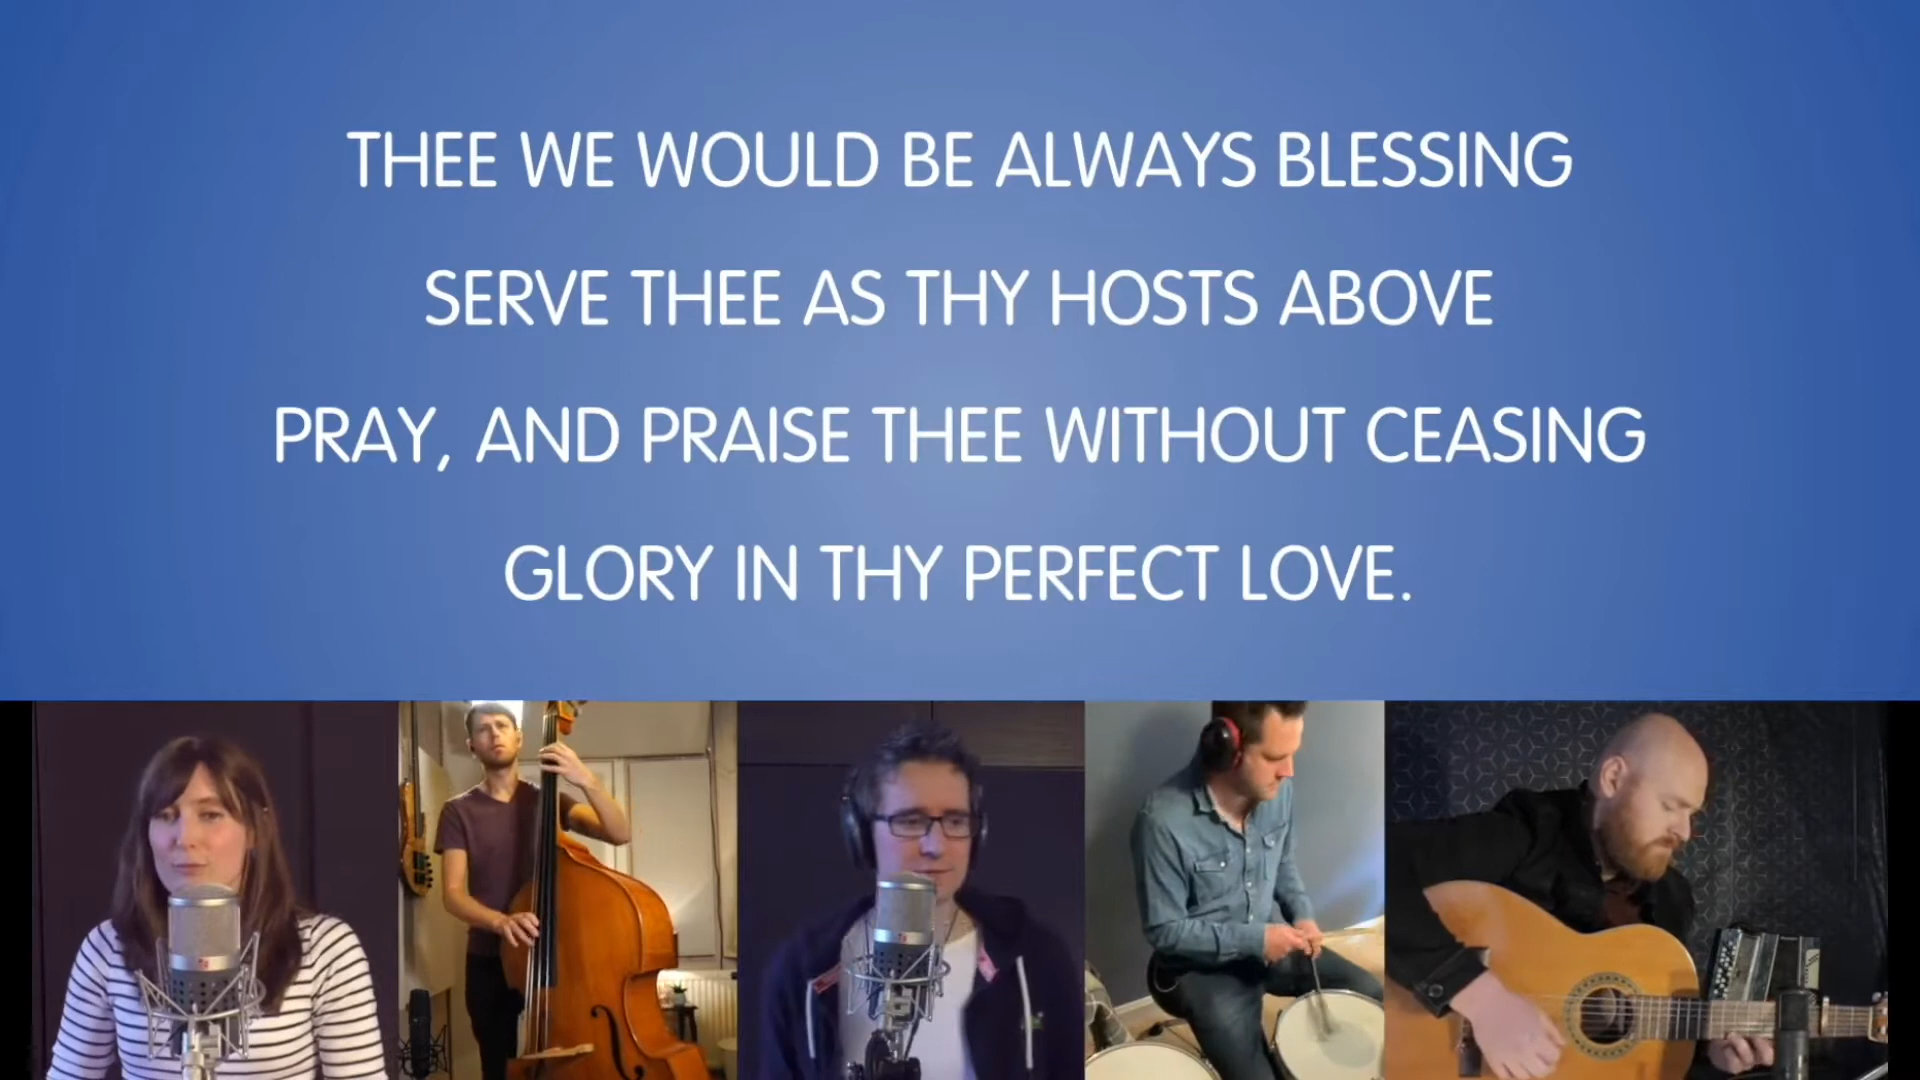 THEE WE WOULD BE ALWAYS BLESSING
SERVE THEE AS THY HOSTS ABOVE
PRAY, AND PRAISE THEE WITHOUT CEASING
GLORY IN THY PERFECT LOVE.